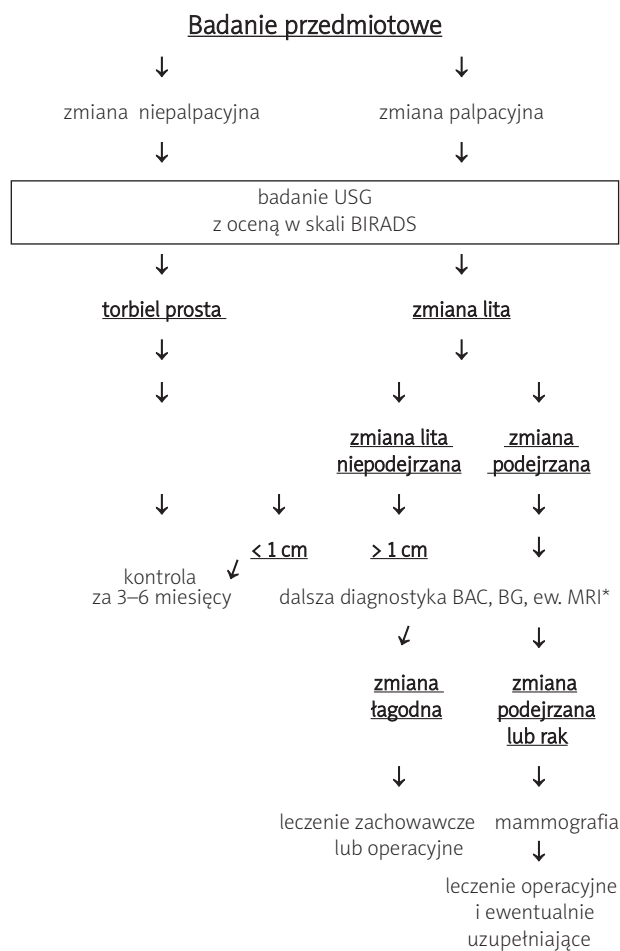 Badanie przedmiotowe
↓ ↓
zmiana niepalpacyjna zmiana palpacyjna
↓ ↓
badanie USG
z oceną w skali BIRADS
↓ ↓
torbiel prosta zmiana lita
↓ ↓
↓ ↓ ↓
zmiana lita
niepodejrzana
zmiana
podejrzana
↓ ↓ ↓ ↓
< 1 cm > 1 cm ↓
↙
kontrola
za 3–6 miesięcy
dalsza diagnostyka BAC, BG, ew. MRI*
↙ ↓
zmiana
łagodna
zmiana
podejrzana
lub rak
↓ ↓
leczenie zachowawcze
lub operacyjne
mammografia
↓
leczenie operacyjne
i ewentualnie
uzupełniające